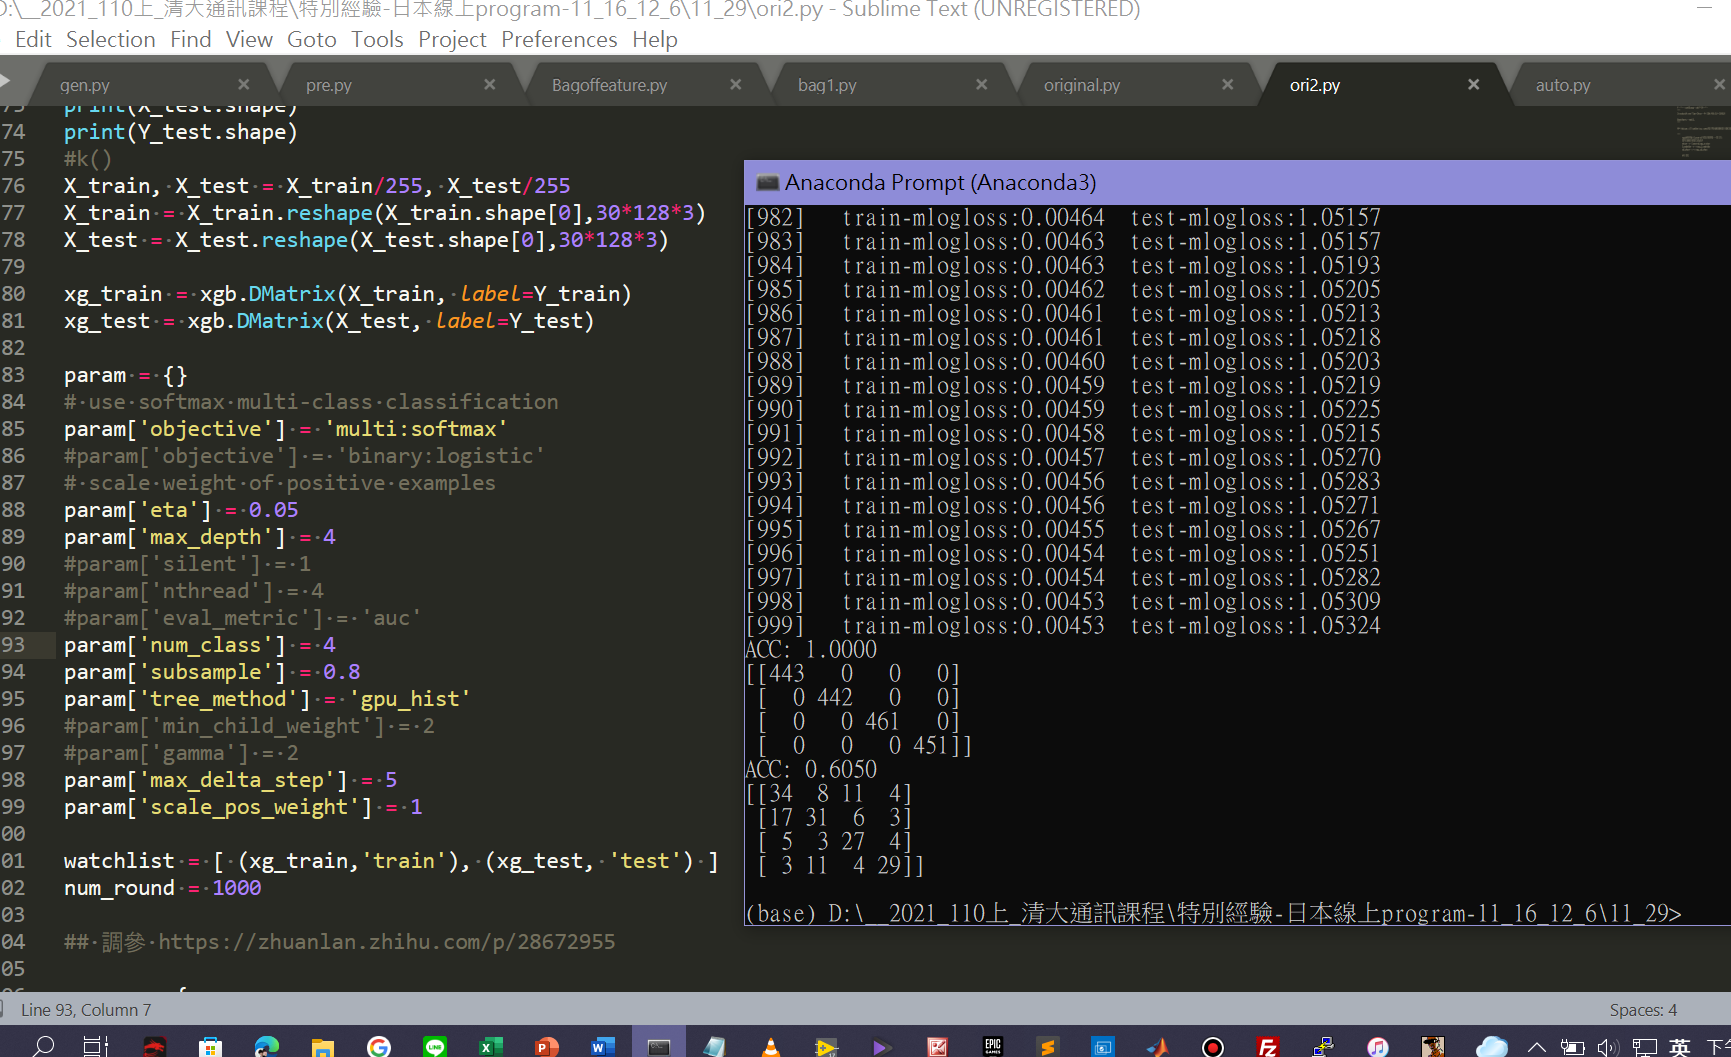 D:\__2021_110上_清大通訊課程\特別經驗-日本線上program-11_16_12_6\11_29\ori2.py - Sublime Text (UNREGISTERED)
Edit Selection Find View Goto Tools Project Preferences Help
gen.py × pre.py × Bagoffeature.py × bag1.py × original.py × ori2.py × auto.py ×
73 print(X_test.shape)
74 print(Y_test.shape)
75 #k()
76 X_train, X_test = X_train/255, X_test/255
77 X_train = X_train.reshape(X_train.shape[0],30*128*3)
78 X_test = X_test.reshape(X_test.shape[0],30*128*3)
79
80 xg_train = xgb.DMatrix(X_train, label=Y_train)
81 xg_test = xgb.DMatrix(X_test, label=Y_test)
82
83 param = {}
84 # use softmax multi-class classification
85 param['objective'] = 'multi:softmax'
86 #param['objective'] = 'binary:logistic'
87 # scale weight of positive examples
88 param['eta'] = 0.05
89 param['max_depth'] = 4
90 #param['silent'] = 1
91 #param['nthread'] = 4
92 #param['eval_metric'] = 'auc'
93 param['num_class'] = 4
94 param['subsample'] = 0.8
95 param['tree_method'] = 'gpu_hist'
96 #param['min_child_weight'] = 2
97 #param['gamma'] = 2
98 param['max_delta_step'] = 5
99 param['scale_pos_weight'] = 1
00
01 watchlist = [ (xg_train,'train'), (xg_test, 'test') ]
02 num_round = 1000
03
04 ## 調參 https://zhuanlan.zhihu.com/p/28672955
05
Anaconda Prompt (Anaconda3)
[982] train-mlogloss:0.00464 test-mlogloss:1.05157
[983] train-mlogloss:0.00463 test-mlogloss:1.05157
[984] train-mlogloss:0.00463 test-mlogloss:1.05193
[985] train-mlogloss:0.00462 test-mlogloss:1.05205
[986] train-mlogloss:0.00461 test-mlogloss:1.05213
[987] train-mlogloss:0.00461 test-mlogloss:1.05218
[988] train-mlogloss:0.00460 test-mlogloss:1.05203
[989] train-mlogloss:0.00459 test-mlogloss:1.05219
[990] train-mlogloss:0.00459 test-mlogloss:1.05225
[991] train-mlogloss:0.00458 test-mlogloss:1.05215
[992] train-mlogloss:0.00457 test-mlogloss:1.05270
[993] train-mlogloss:0.00456 test-mlogloss:1.05283
[994] train-mlogloss:0.00456 test-mlogloss:1.05271
[995] train-mlogloss:0.00455 test-mlogloss:1.05267
[996] train-mlogloss:0.00454 test-mlogloss:1.05251
[997] train-mlogloss:0.00454 test-mlogloss:1.05282
[998] train-mlogloss:0.00453 test-mlogloss:1.05309
[999] train-mlogloss:0.00453 test-mlogloss:1.05324
ACC: 1.0000
[[443 0 0 0]
[ 0 442 0 0]
[ 0 0 461 0]
[ 0 0 0 451]]
ACC: 0.6050
[[34 8 11 4]
[17 31 6 3]
[ 5 3 27 4]
[ 3 11 4 29]]
(base) D:\__2021_110上_清大通訊課程\特別經驗-日本線上program-11_16_12_6\11_29>
Line 93, Column 7
Spaces: 4
英
下午